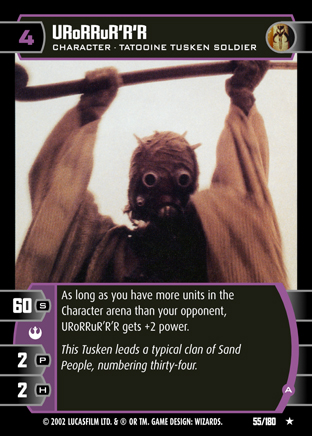 4
URoRRuR'R'R
CHARACTER - TATOOINE TUSKEN SOLDIER
60 S
As long as you have more units in the
Character arena than your opponent,
URoRRuR'R'R gets +2 power.
2 P
This Tusken leads a typical clan of Sand
People, numbering thirty-four.
2 H
A
© 2002 LUCASFILM LTD. & ® OR TM. GAME DESIGN: WIZARDS. 55/180